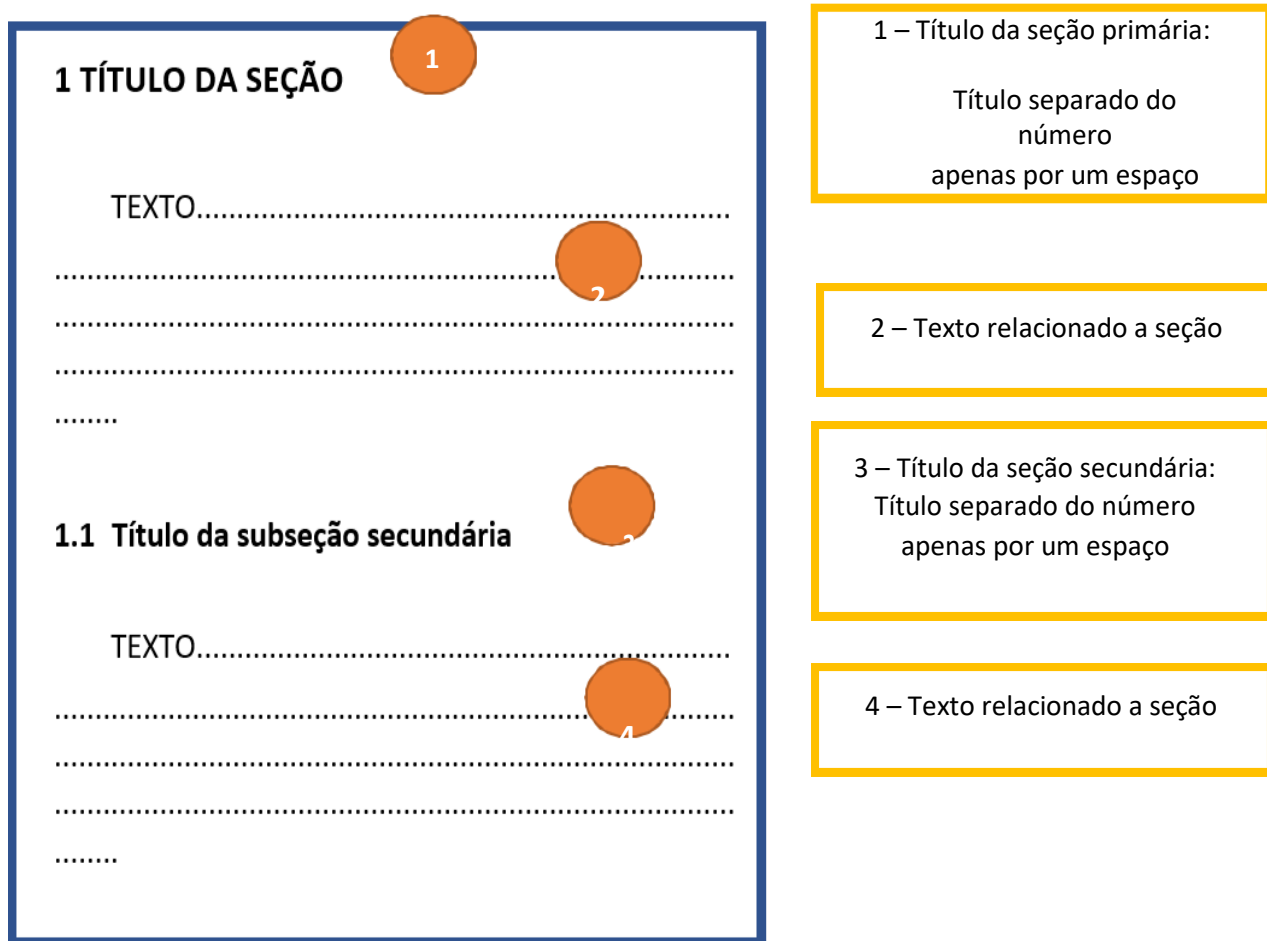 1 TÍTULO DA SEÇÃO
1
TEXTO..................................................................
....................................................................................
2
....................................................................................
....................................................................................
........
1.1 Título da subseção secundária
TEXTO..................................................................
....................................................................................
4
....................................................................................
....................................................................................
........
1 – Título da seção primária:
Título separado do
número
apenas por um espaço
2 – Texto relacionado a seção
3 – Título da seção secundária:
Título separado do número
apenas por um espaço
4 – Texto relacionado a seção